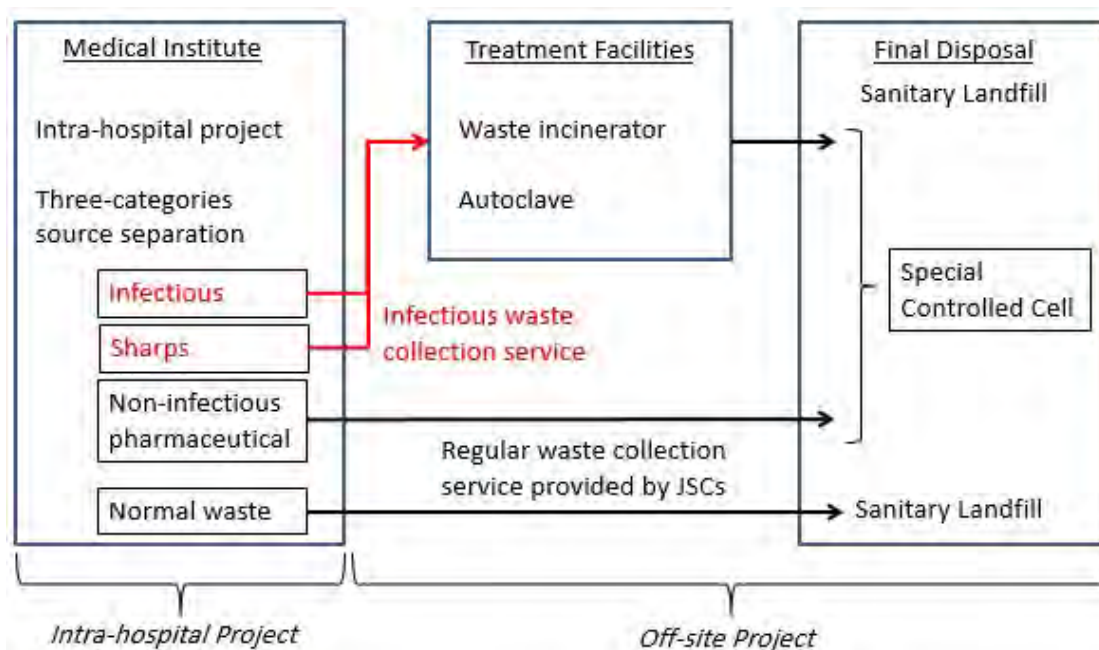 Medical Institute
Intra-hospital project
Three-categories
source separation
Infectious
Sharps
Non-infectious
pharmaceutical
Normal waste
Treatment Facilities
Waste incinerator
Autoclave
Infectious waste
collection service
Regular waste collection
service provided by JSCs
Final Disposal
Sanitary Landfill
Special
Controlled Cell
Sanitary Landfill
Intra-hospital Project
Off-site Project